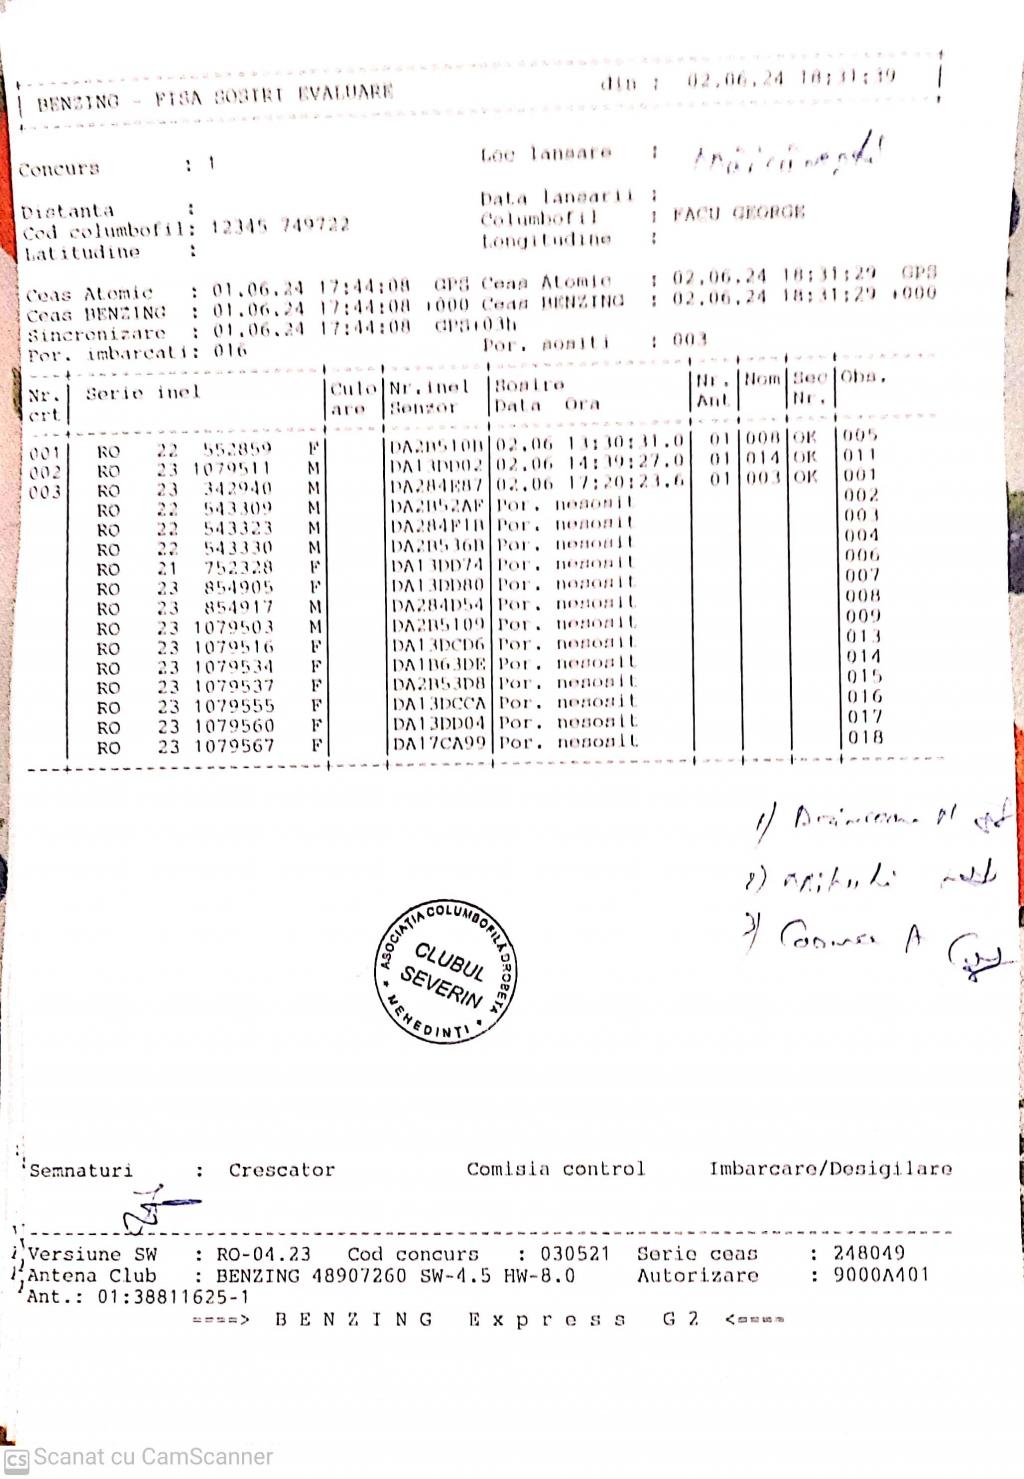 BENZING - FISA SOSIRI EVALUARE din : 02.06.24 18:31:39
Concurs : 1 Loc lansare :
Distanta : Data lansarii :
Cod columbofil: 12345 749722 Columbofil : FACU GEORGE
Latitudine : Longitudine :
Ceas Atomic : 01.06.24 17:44:08 GPS Ceas Atomic : 02.06.24 18:31:29 GPS
Ceas BENZING : 01.06.24 17:44:08 +000 Ceas BENZING : 02.06.24 18:31:29 +000
Sincronizare : 01.06.24 17:44:08 GPS+03h
Por. imbarcati: 016 Por. sositi : 003
Nr. Serie inel Culo Nr.inel Sosire Nr. Nom Sec Obs.
crt are Senzor Data Ora Ant Nr.
001 RO 22 552859 F DA2B510B 02.06 13:30:31.0 01 008 OK 005
002 RO 23 1079511 M DA13DD02 02.06 14:39:27.0 01 014 OK 011
003 RO 23 342940 M DA284E87 02.06 17:20:23.6 01 003 OK 001
RO 22 543309 M DA2B52AF Por. nesosit 002
RO 22 543323 M DA284F1B Por. nesosit 003
RO 22 543330 M DA2B536B Por. nesosit 004
RO 21 752328 F DA13DD74 Por. nesosit 006
RO 23 854905 F DA13DD80 Por. nesosit 007
RO 23 854917 M DA284D54 Por. nesosit 008
RO 23 1079503 M DA2B5109 Por. nesosit 009
RO 23 1079516 F DA13DCD6 Por. nesosit 013
RO 23 1079534 F DA1B63DE Por. nesosit 014
RO 23 1079537 F DA2B53D8 Por. nesosit 015
RO 23 1079555 F DA13DCCA Por. nesosit 016
RO 23 1079560 F DA13DD04 Por. nesosit 017
RO 23 1079567 F DA17CA99 Por. nesosit 018
1)
2)
3) A
ASOCIAȚIA COLUMBOFILĂ DROBETA
CLUBUL
SEVERIN
* MEHEDINȚI *
Semnaturi : Crescator Comisia control Imbarcare/Desigilare
Versiune SW : RO-04.23 Cod concurs : 030521 Serie ceas : 248049
Antena Club : BENZING 48907260 SW-4.5 HW-8.0 Autorizare : 9000A401
Ant.: 01:38811625-1
====> BENZING Express G2 <====
CS Scanat cu CamScanner